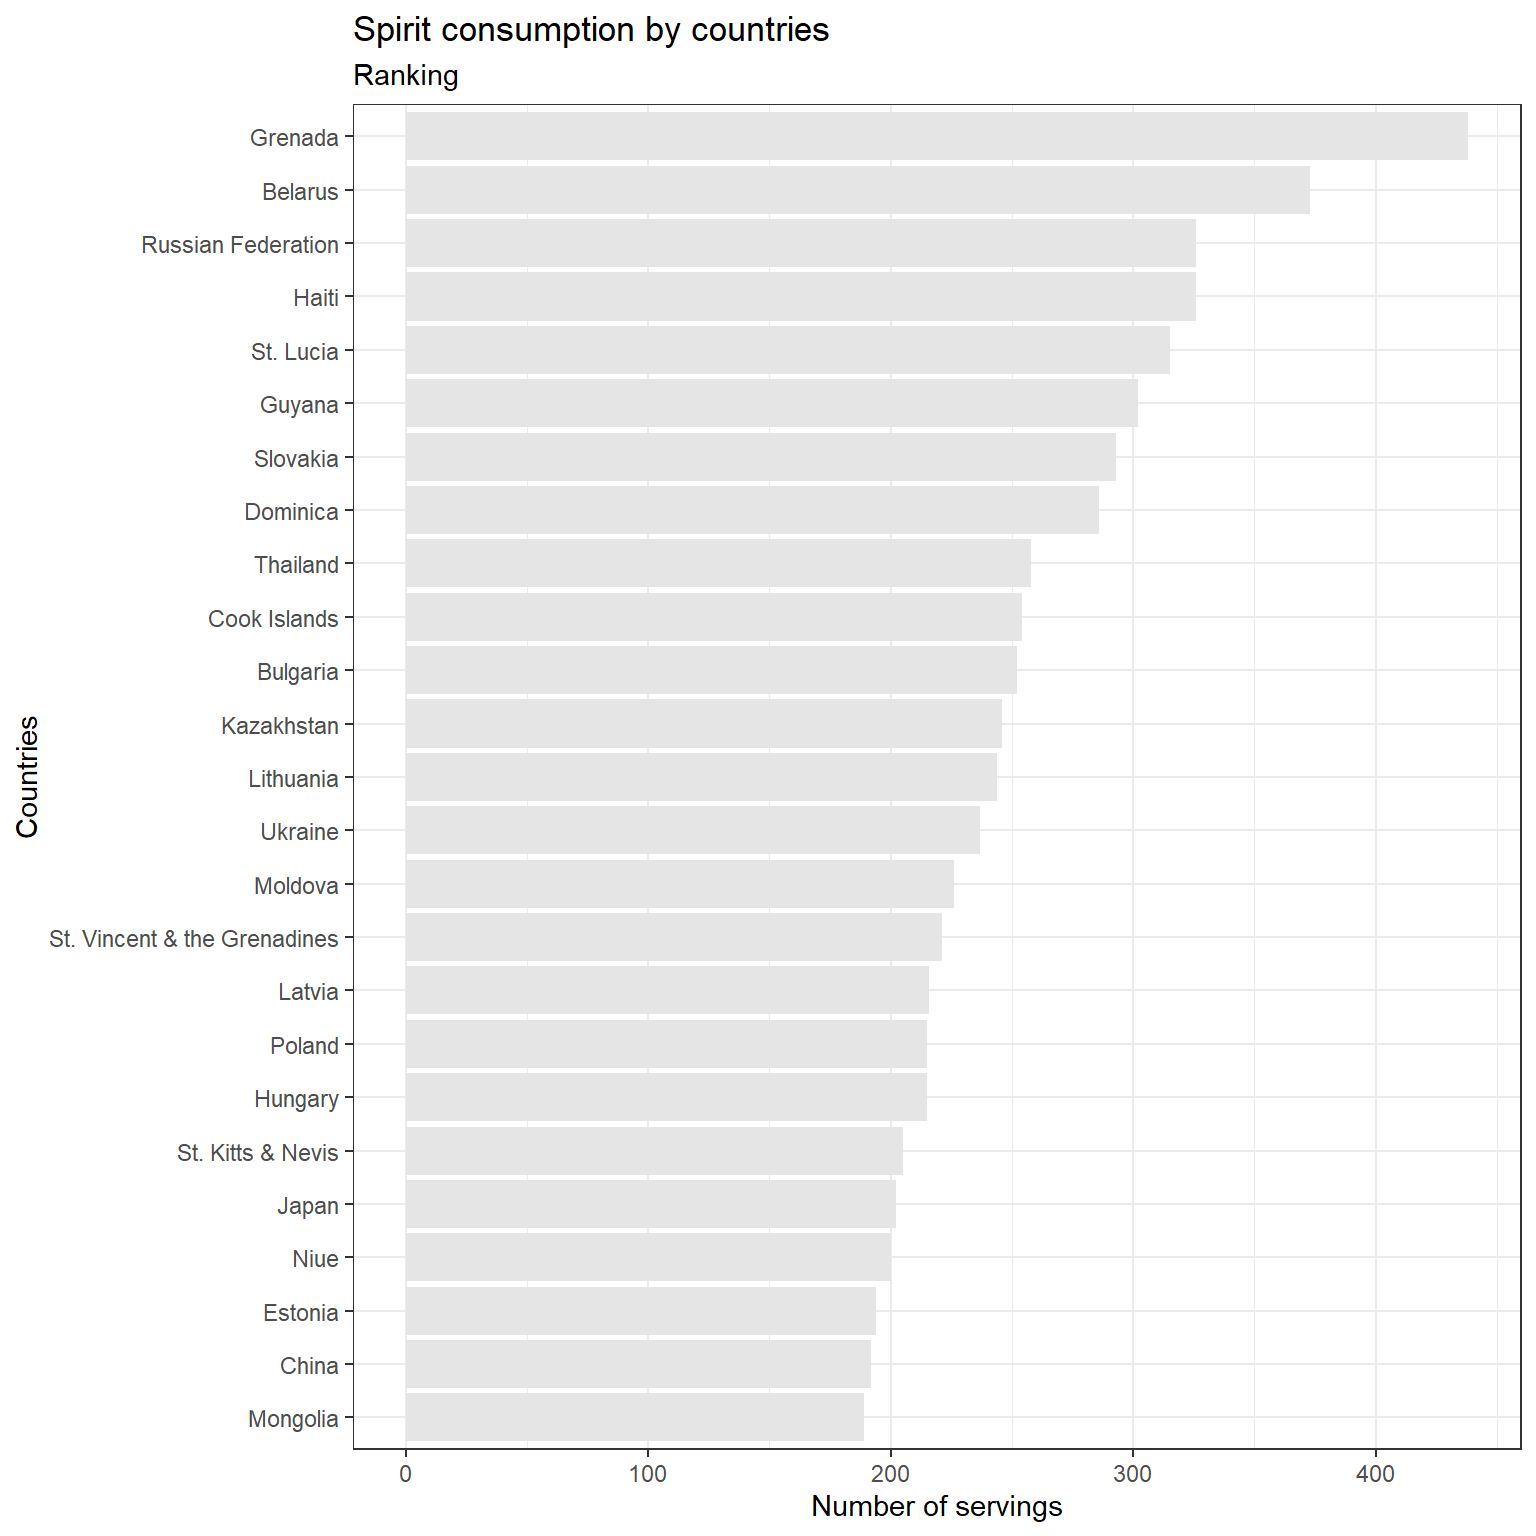 Spirit consumption by countries
Ranking
Grenada
Belarus
Russian Federation
Haiti
St. Lucia
Guyana
Slovakia
Dominica
Thailand
Cook Islands
Bulgaria
Kazakhstan
Lithuania
Ukraine
Moldova
St. Vincent & the Grenadines
Latvia
Poland
Hungary
St. Kitts & Nevis
Japan
Niue
Estonia
China
Mongolia
Countries
0 100 200 300 400
Number of servings